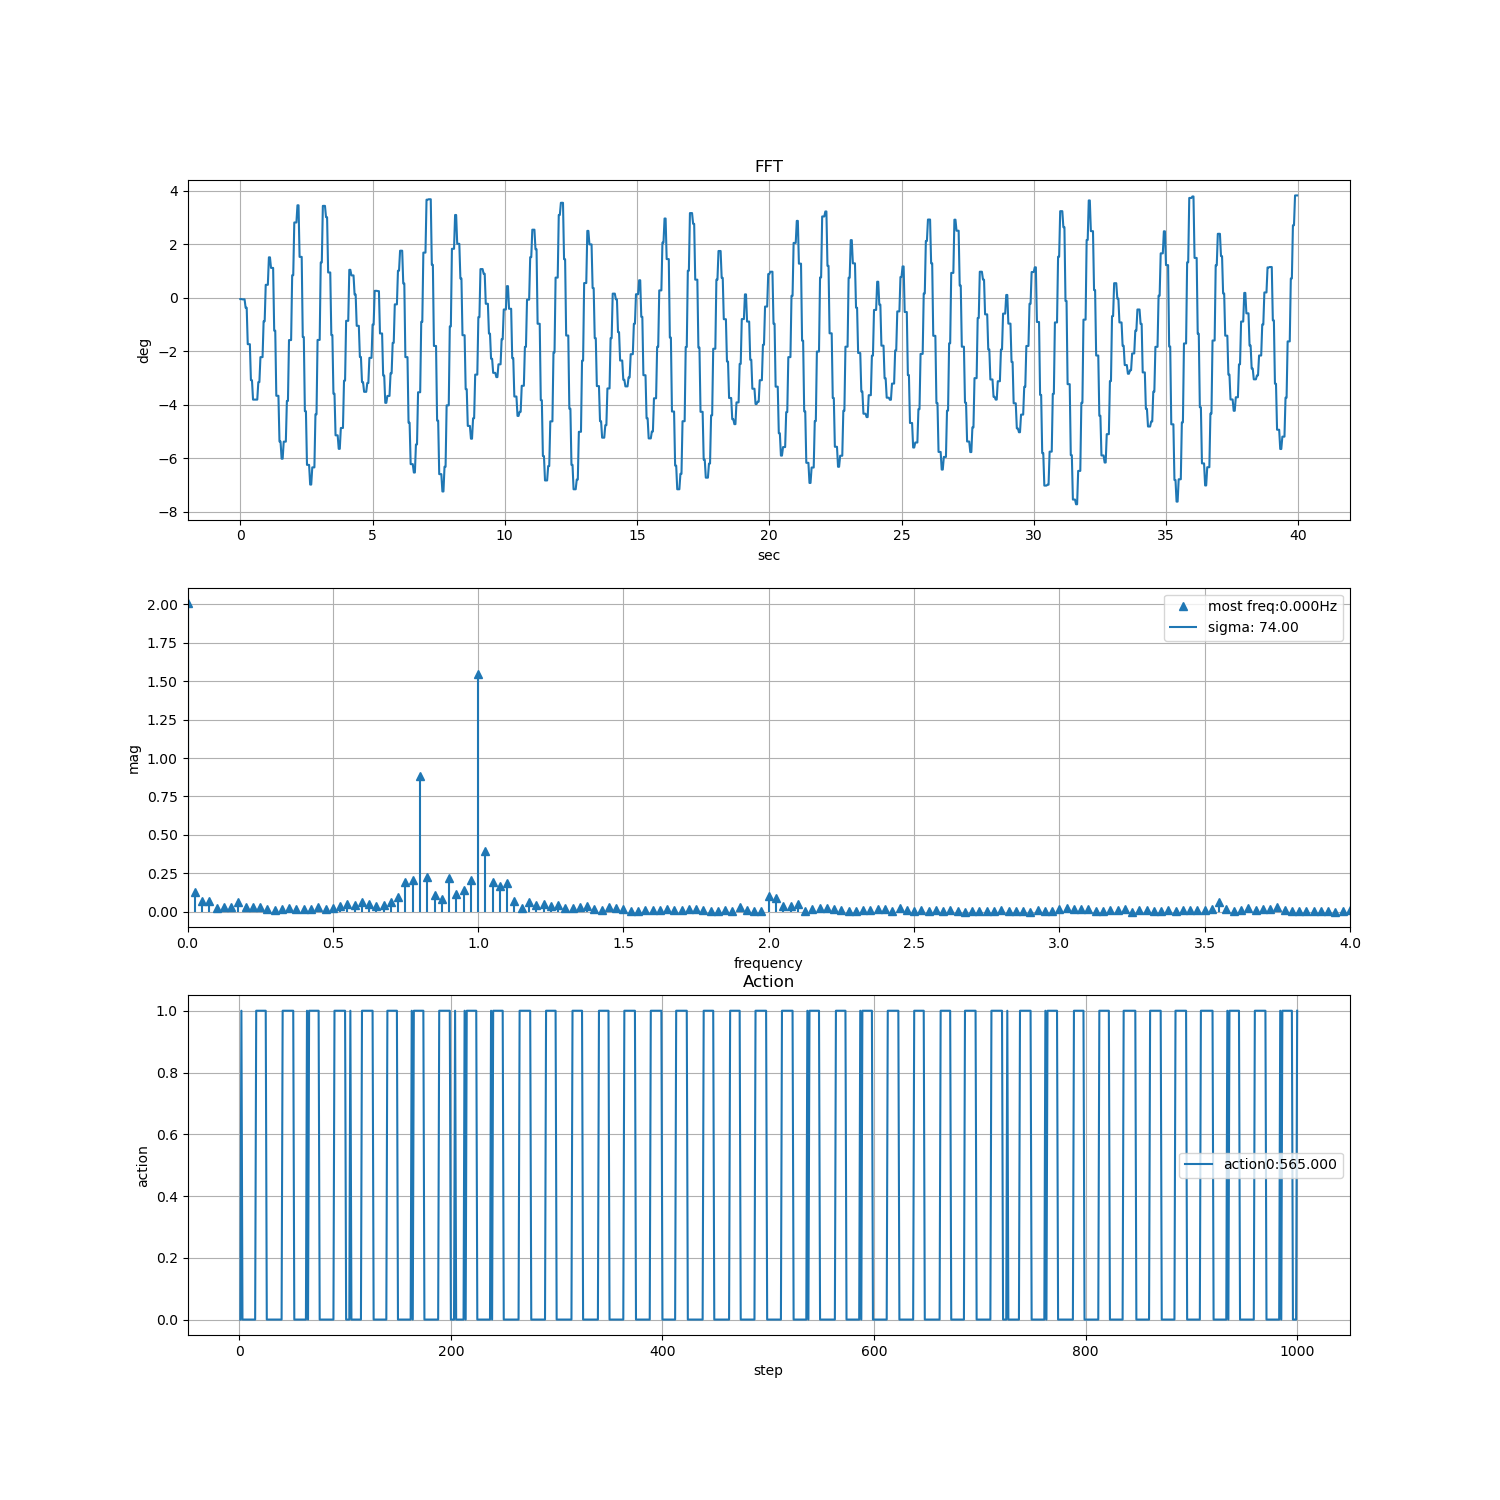 FFT
4
2
0
−2
−4
−6
−8
deg
0 5 10 15 20 25 30 35 40
sec
2.00
1.75
1.50
1.25
1.00
0.75
0.50
0.25
0.00
mag
most freq:0.000Hz
sigma: 74.00
0.0 0.5 1.0 1.5 2.0 2.5 3.0 3.5 4.0
frequency
Action
1.0
0.8
0.6
0.4
0.2
0.0
action
action0:565.000
0 200 400 600 800 1000
step